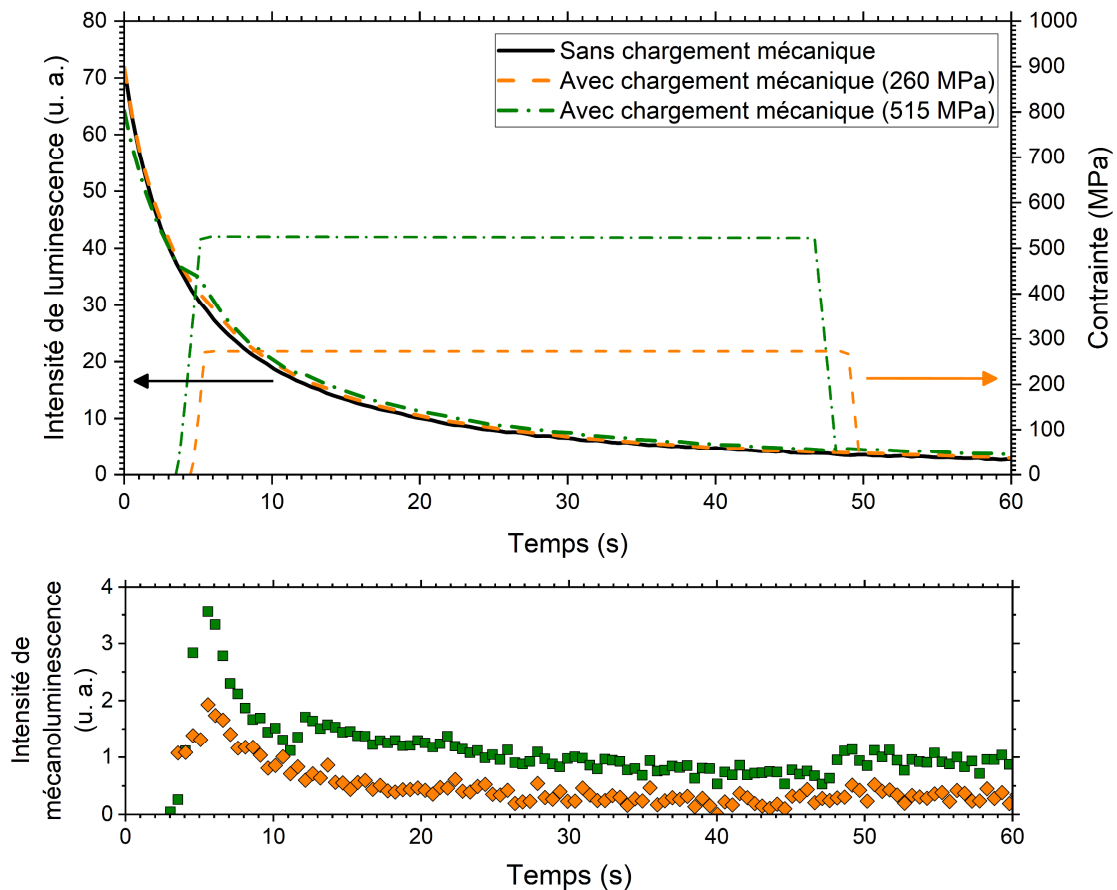 Sans chargement mécanique
Avec chargement mécanique (260 MPa)
Avec chargement mécanique (515 MPa)
Intensité de luminescence (u. a.)
80
70
60
50
40
30
20
10
0
Contrainte (MPa)
1000
900
800
700
600
500
400
300
200
100
0
0 10 20 30 40 50 60
Temps (s)
Intensité de
mécanoluminescence
(u. a.)
4
3
2
1
0
0 10 20 30 40 50 60
Temps (s)